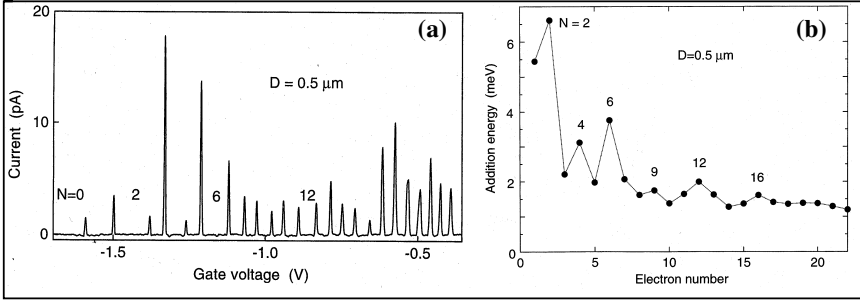 (a)
20
10
0
Current (pA)
D = 0.5 μm
N=0
2
6
12
-1.5
-1.0
-0.5
Gate voltage (V)
(b)
6
4
2
0
Addition energy (meV)
N = 2
D=0.5 μm
4
6
9
12
16
0
5
10
15
20
Electron number